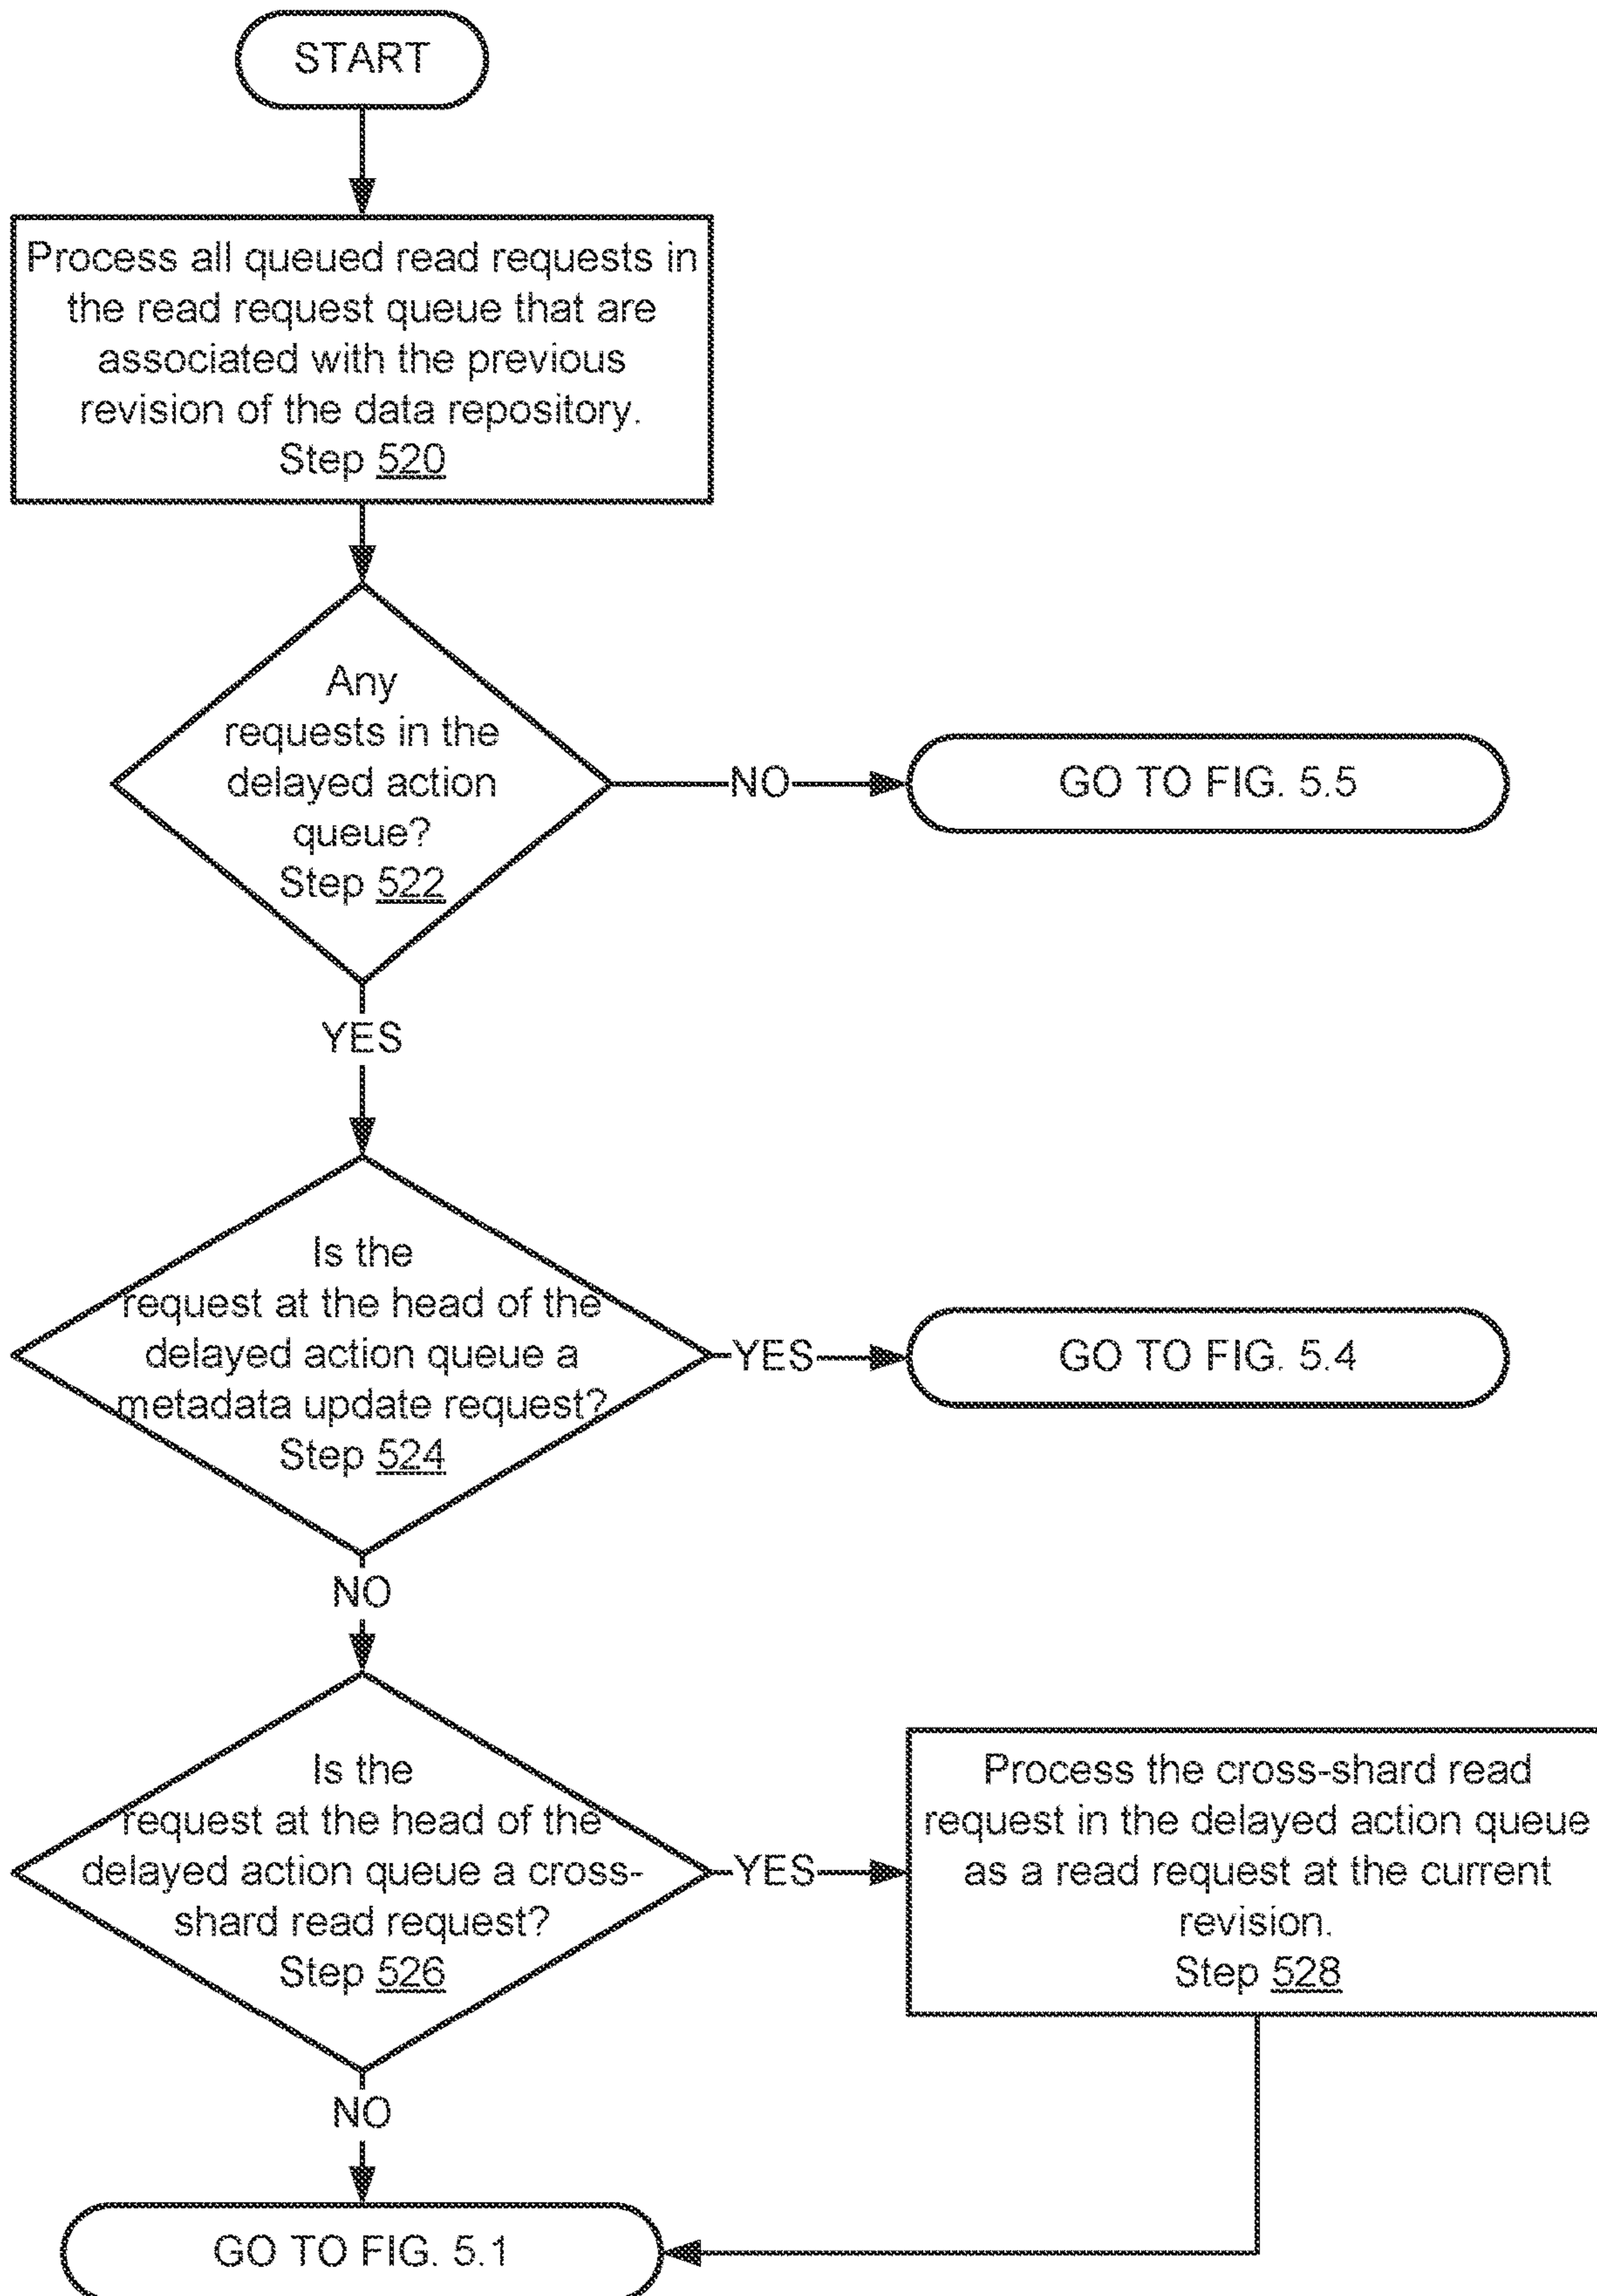 START
Process all queued read requests in
the read request queue that are
associated with the previous
revision of the data repository.
Step 520
Any
requests in the
delayed action
queue?
Step 522
NO
GO TO FIG. 5.5
YES
Is the
request at the head of the
delayed action queue a
metadata update request?
Step 524
YES
GO TO FIG. 5.4
NO
Is the
request at the head of the
delayed action queue a cross-
shard read request?
Step 526
YES
Process the cross-shard read
request in the delayed action queue
as a read request at the current
revision.
Step 528
NO
GO TO FIG. 5.1